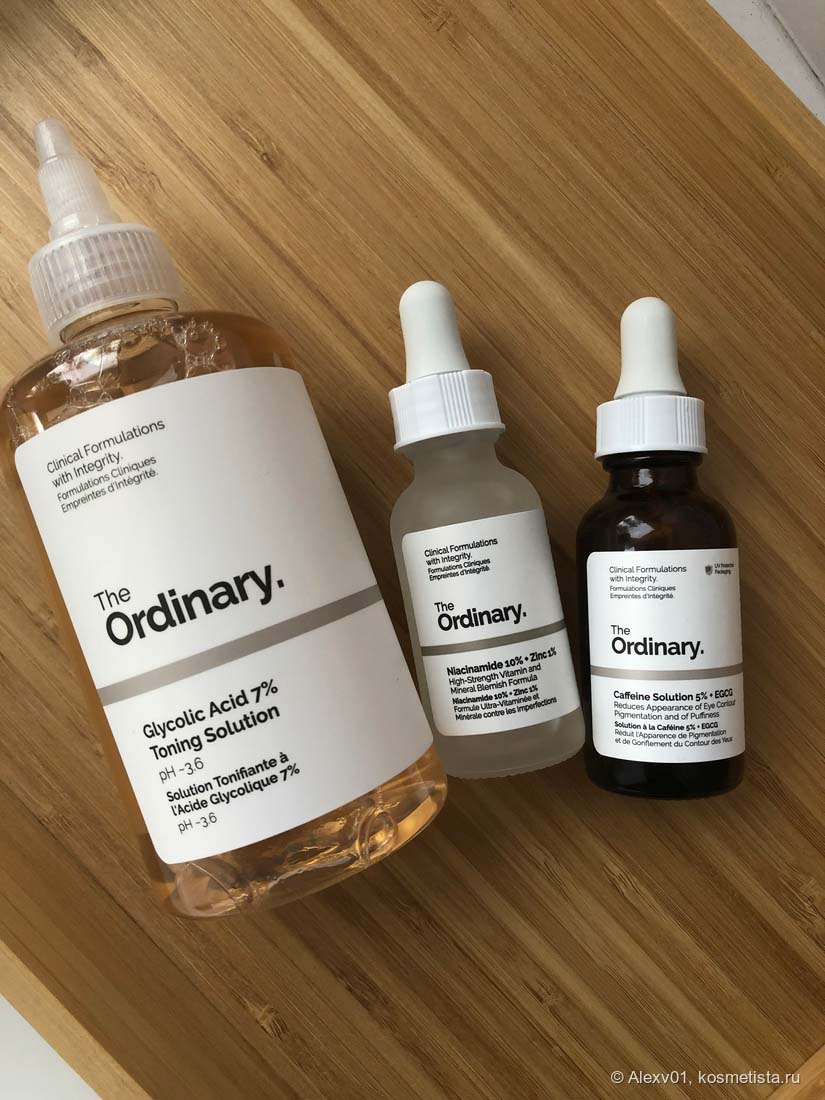 Clinical Formulations
with Integrity.
Formulations Cliniques
Empreintes d'Intégrité.
The
Ordinary.
Glycolic Acid 7%
Toning Solution
pH ~3.6
Solution Tonifiante à
l'Acide Glycolique 7%
pH ~3.6
Clinical Formulations
with Integrity.
Formulations Cliniques
Empreintes d'Intégrité.
The
Ordinary.
Niacinamide 10% + Zinc 1%
High-Strength Vitamin and
Mineral Blemish Formula
Niacinamide 10% + Zinc 1%
Formule Ultra-Vitaminée et
Minérale contre les Imperfections
Clinical Formulations
with Integrity.
Formulations Cliniques
Empreintes d'Intégrité.
UV Protective
Packaging
The
Ordinary.
Caffeine Solution 5% + EGCG
Reduces Appearance of Eye Contour
Pigmentation and of Puffiness
Solution à la Caféine 5% + EGCG
Réduit l'Apparence de Pigmentation
et de Gonflement du Contour des Yeux
© Alexv01, kosmetista.ru